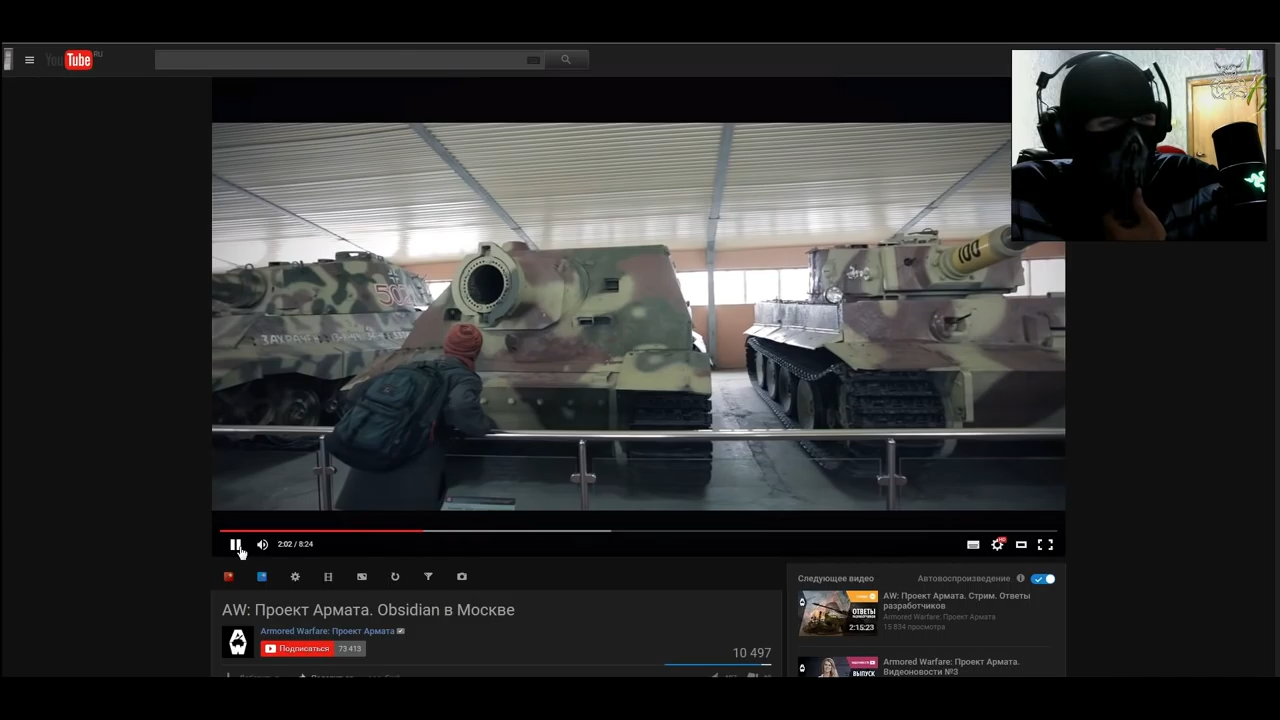 YouTube RU
502
100
2:02 / 8:24
HD
AW: Проект Армата. Obsidian в Москве
Armored Warfare: Проект Армата
Подписаться 73 413
10 497
Следующее видео
Автовоспроизведение
ОТВЕТЫ
РАЗРАБОТЧИКОВ
2:15:23
AW: Проект Армата. Стрим. Ответы
разработчиков
Armored Warfare: Проект Армата
15 834 просмотра
ВЫПУСК
Armored Warfare: Проект Армата.
Видеоновости №3